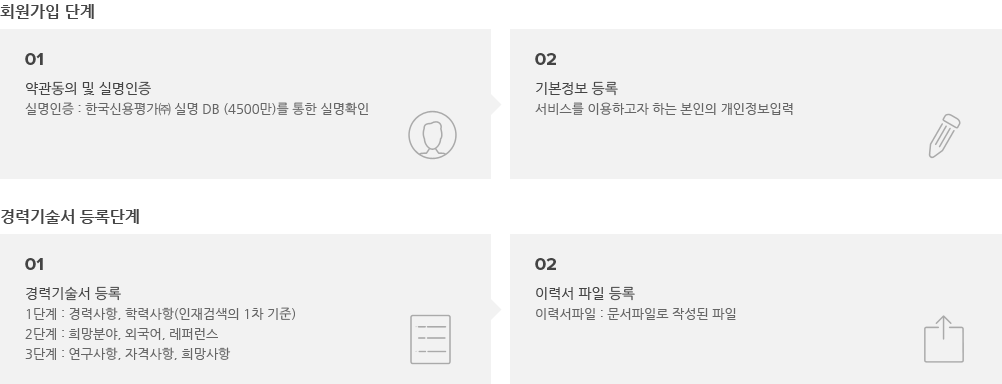 회원가입 단계
01
약관동의 및 실명인증
실명인증 : 한국신용평가㈜ 실명 DB (4500만)를 통한 실명확인
02
기본정보 등록
서비스를 이용하고자 하는 본인의 개인정보입력
경력기술서 등록단계
01
경력기술서 등록
1단계 : 경력사항, 학력사항(인재검색의 1차 기준)
2단계 : 희망분야, 외국어, 레퍼런스
3단계 : 연구사항, 자격사항, 희망사항
02
이력서 파일 등록
이력서파일 : 문서파일로 작성된 파일